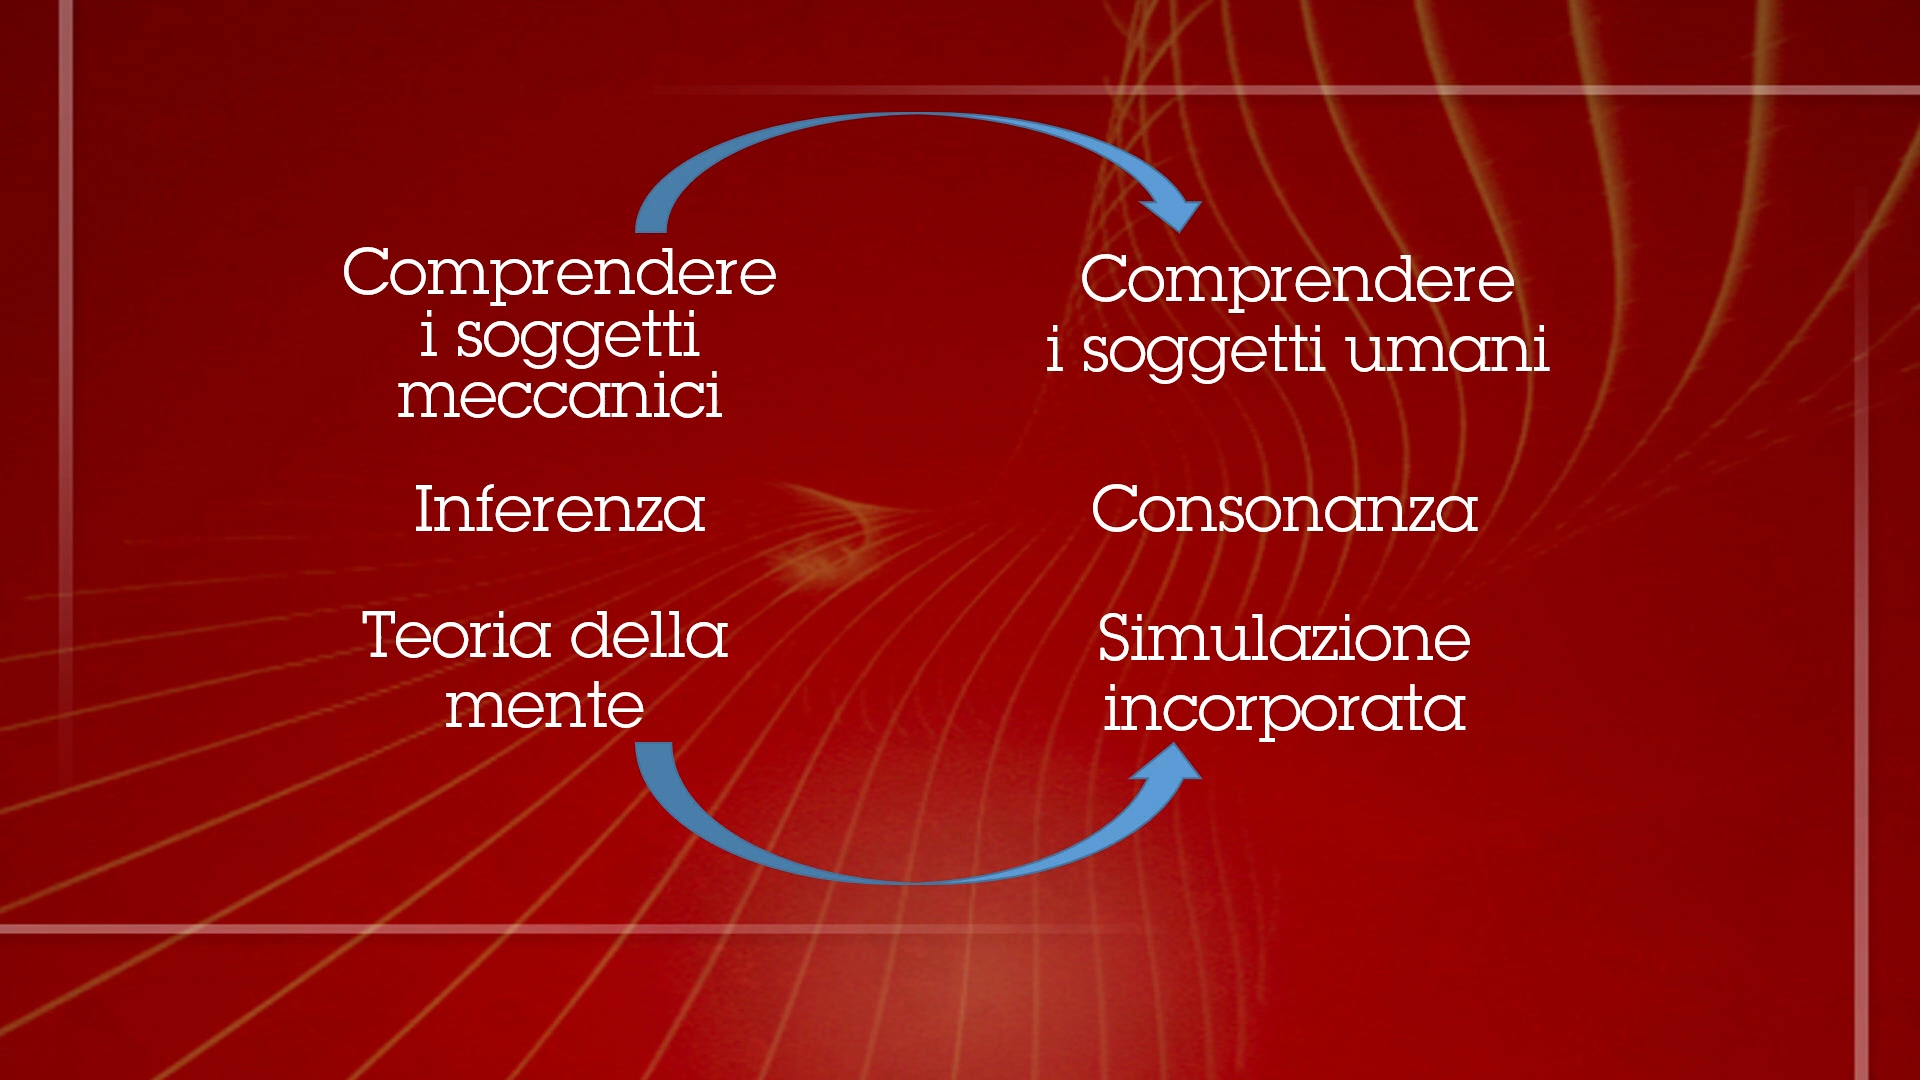 Comprendere
i soggetti
meccanici
Inferenza
Teoria della
mente
Comprendere
i soggetti umani
Consonanza
Simulazione
incorporata